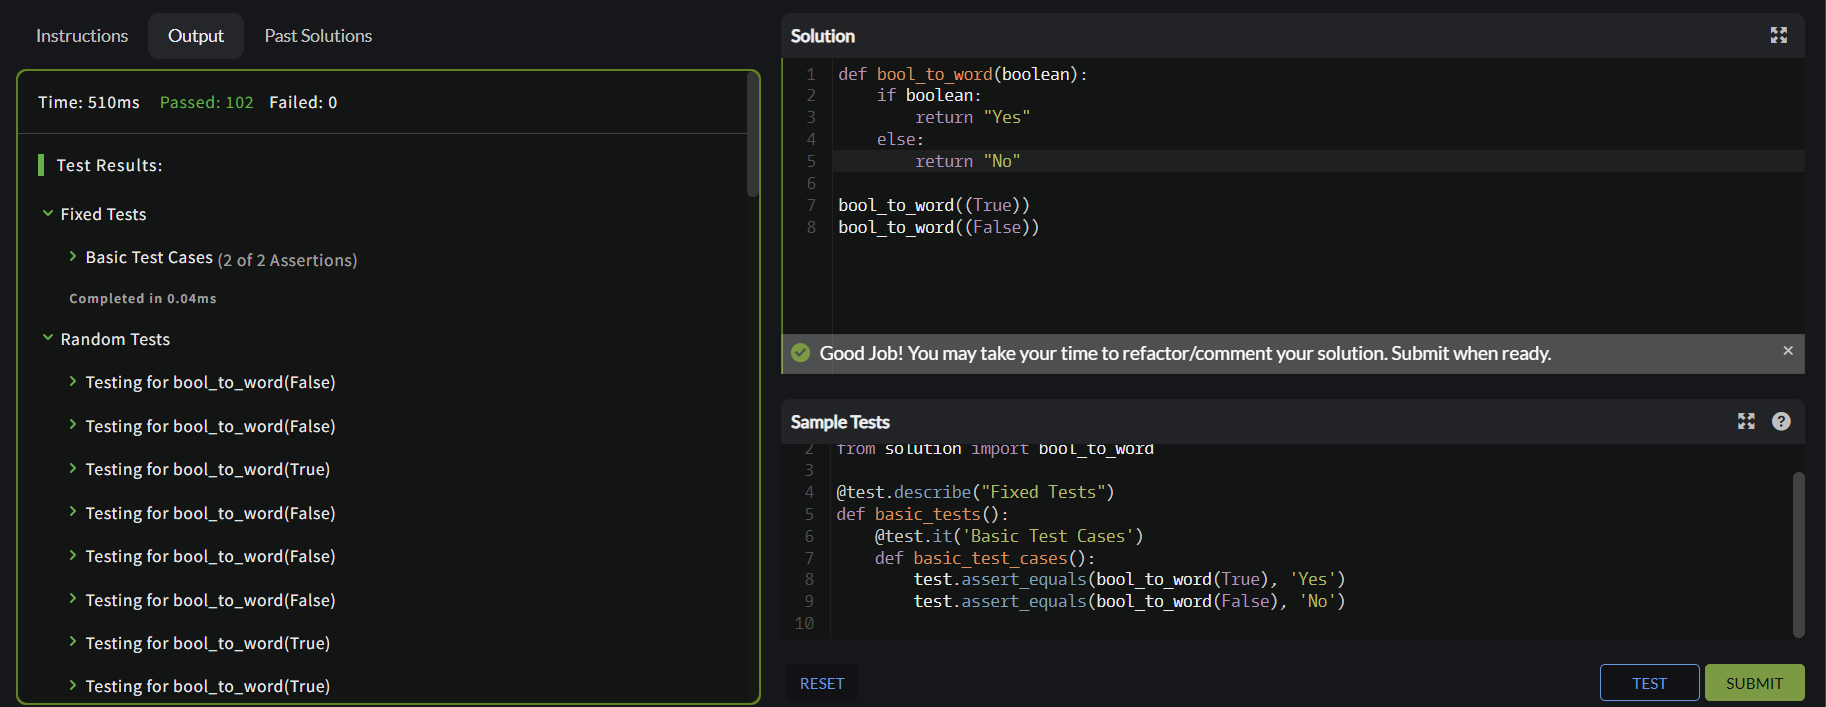 Instructions
Output
Past Solutions
Time: 510ms Passed: 102 Failed: 0
Test Results:
Fixed Tests
Basic Test Cases (2 of 2 Assertions)
Completed in 0.04ms
Random Tests
Testing for bool_to_word(False)
Testing for bool_to_word(False)
Testing for bool_to_word(True)
Testing for bool_to_word(False)
Testing for bool_to_word(False)
Testing for bool_to_word(False)
Testing for bool_to_word(True)
Testing for bool_to_word(True)
Solution
1 def bool_to_word(boolean):
2     if boolean:
3         return "Yes"
4     else:
5         return "No"
6
7 bool_to_word((True))
8 bool_to_word((False))
Good Job! You may take your time to refactor/comment your solution. Submit when ready.
Sample Tests
2 from solution import bool_to_word
3
4 @test.describe("Fixed Tests")
5 def basic_tests():
6     @test.it('Basic Test Cases')
7     def basic_test_cases():
8         test.assert_equals(bool_to_word(True), 'Yes')
9         test.assert_equals(bool_to_word(False), 'No')
10
RESET
TEST
SUBMIT